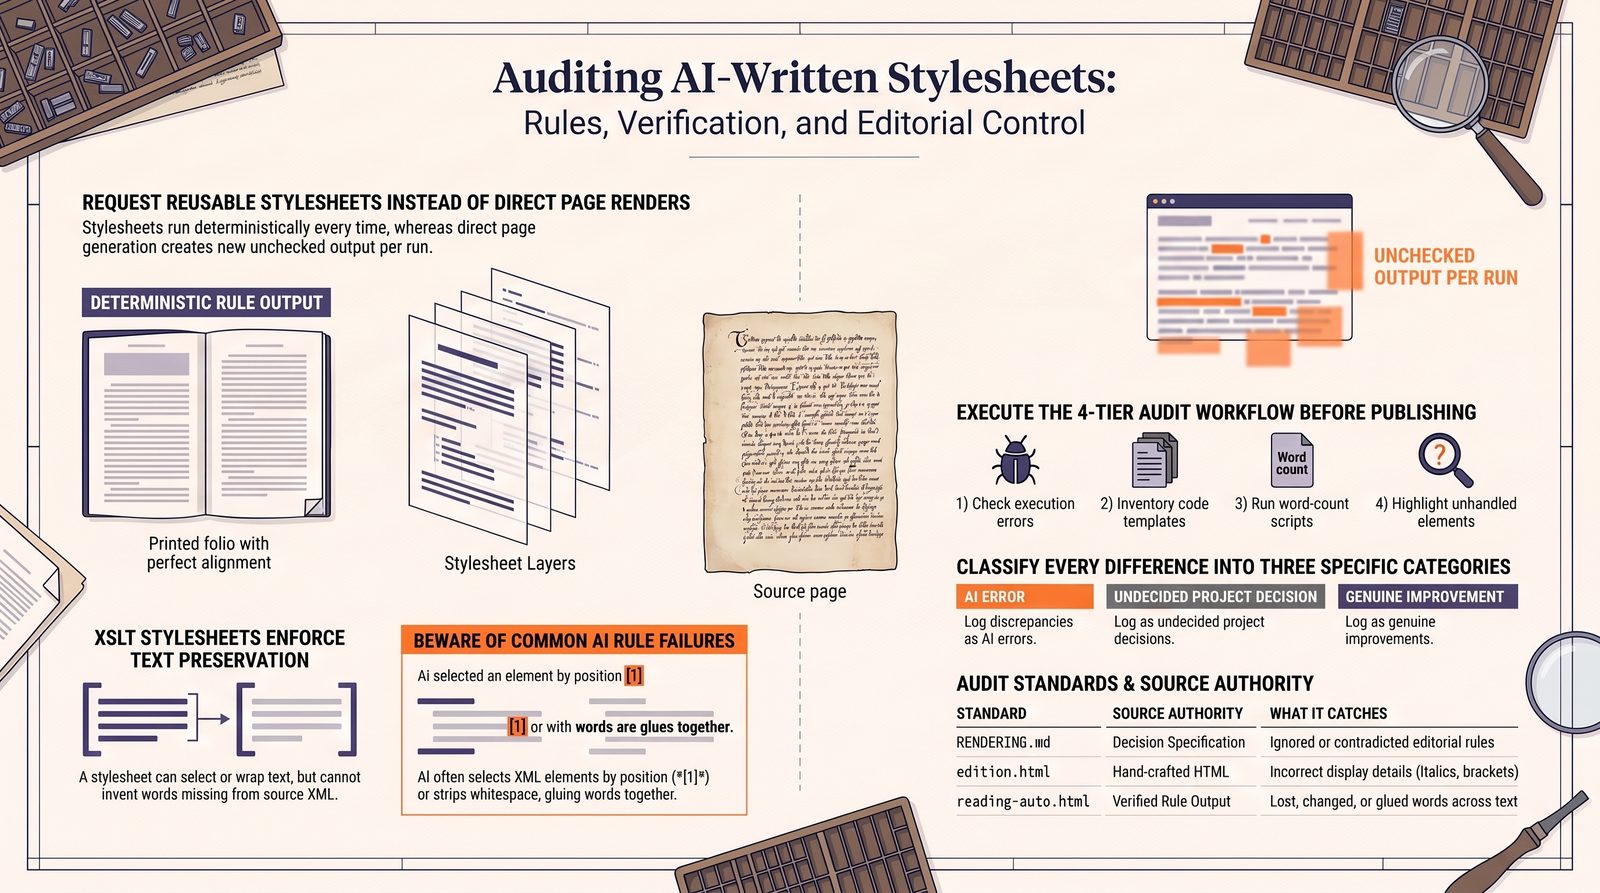 Auditing AI-Written Stylesheets:
Rules, Verification, and Editorial Control
REQUEST REUSABLE STYLESHEETS INSTEAD OF DIRECT PAGE RENDERS
Stylesheets run deterministically every time, whereas direct page
generation creates new unchecked output per run.
DETERMINISTIC RULE OUTPUT
Printed folio with
perfect alignment
Stylesheet Layers
Source page
XSLT STYLESHEETS ENFORCE
TEXT PRESERVATION
A stylesheet can select or wrap text, but cannot
invent words missing from source XML.
BEWARE OF COMMON AI RULE FAILURES
Ai selected an element by position [1]
[1] or with words are glues together.
AI often selects XML elements by position (*[1]*)
or strips whitespace, gluing words together.
UNCHECKED
OUTPUT PER RUN
EXECUTE THE 4-TIER AUDIT WORKFLOW BEFORE PUBLISHING
Word
count
?
1) Check execution
errors
2) Inventory code
templates
3) Run word-count
scripts
4) Highlight unhandled
elements
CLASSIFY EVERY DIFFERENCE INTO THREE SPECIFIC CATEGORIES
AI ERROR
Log discrepancies
as AI errors.
UNDECIDED PROJECT DECISION
Log as undecided project
decisions.
GENUINE IMPROVEMENT
Log as genuine
improvements.
AUDIT STANDARDS & SOURCE AUTHORITY
STANDARD SOURCE AUTHORITY WHAT IT CATCHES
RENDERING.md Decision Specification Ignored or contradicted editorial rules
edition.html Hand-crafted HTML Incorrect display details (Italics, brackets)
reading-auto.html Verified Rule Output Lost, changed, or glued words across text